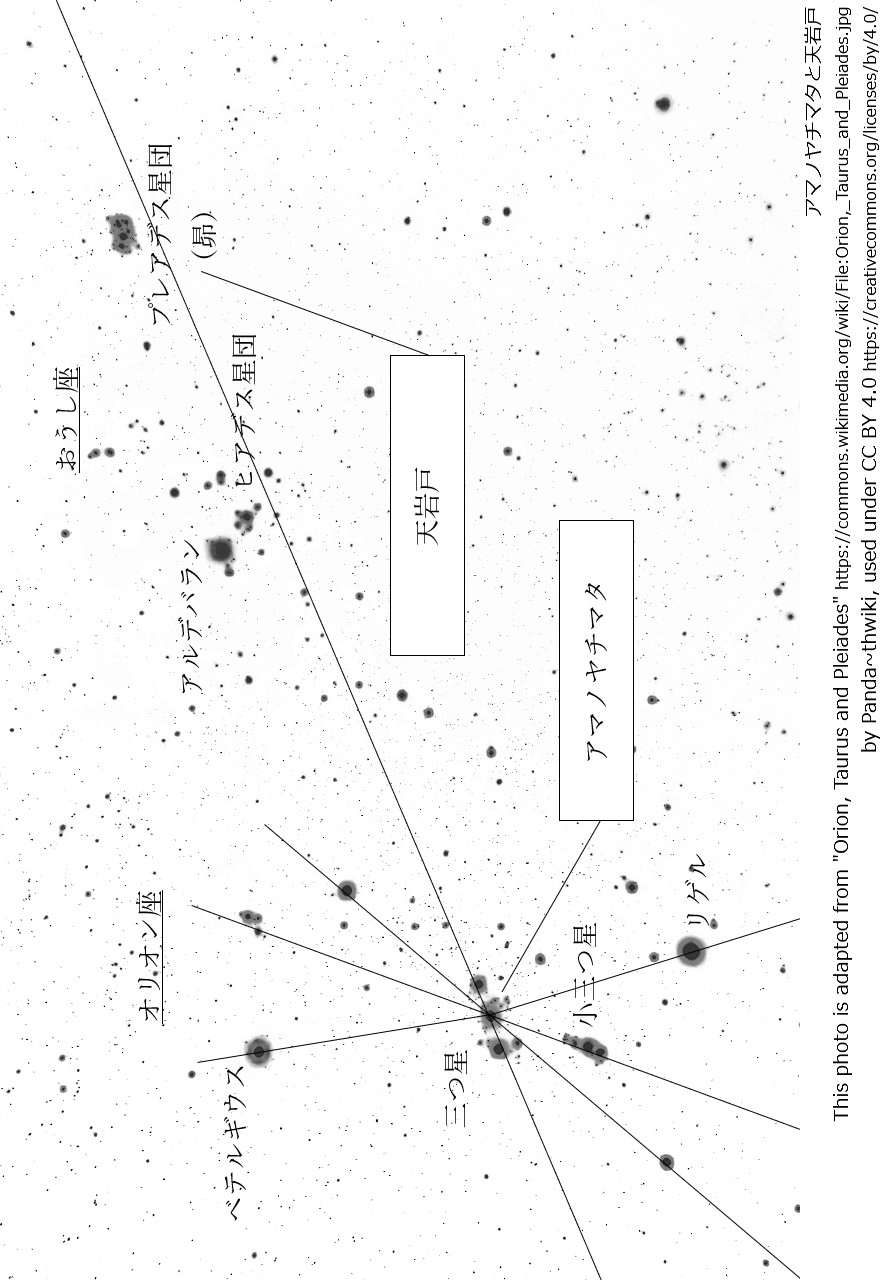 おうし座
オリオン座
プレアデス星団
(昴)
アルデバラン
ベテルギウス
ヒアデス星団
天岩戸
三つ星
小三つ星
アマノヤチマタ
リゲル
アマノヤチマタと天岩戸
This photo is adapted from "Orion, Taurus and Pleiades" https://commons.wikimedia.org/wiki/File:Orion,_Taurus_and_Pleiades.jpg
by Panda~thwiki, used under CC BY 4.0 https://creativecommons.org/licenses/by/4.0/